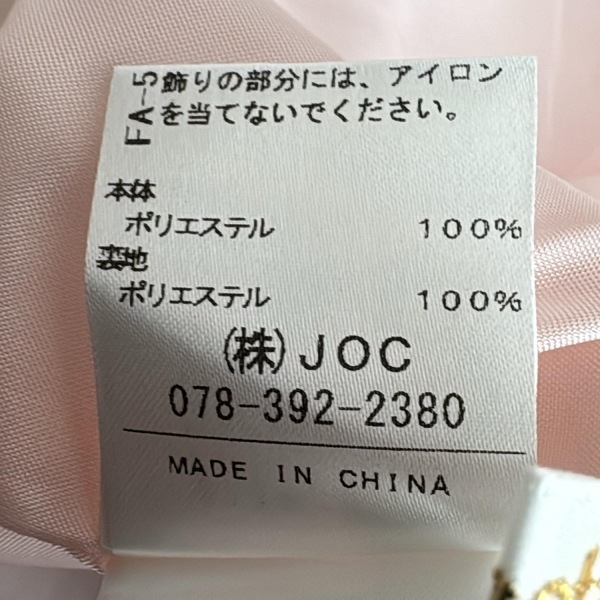 FA-5
飾りの部分には、アイロン
を当てないでください。
本体
ポリエステル 100%
裏地
ポリエステル 100%
(株)JOC
078-392-2380
MADE IN CHINA